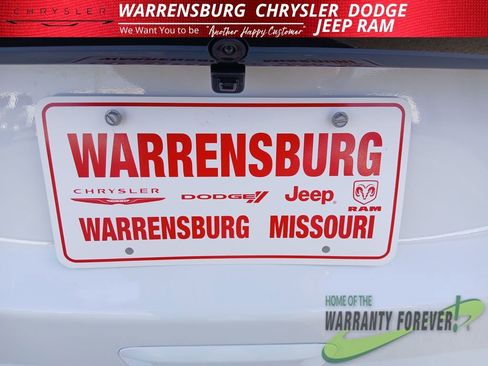 CHRYSLER
WARRENSBURG CHRYSLER DODGE
JEEP RAM
We Want You to be "Another Happy Customer"
WARRENSBURG
CHRYSLER DODGE Jeep RAM
WARRENSBURG MISSOURI
HOME OF THE
WARRANTY FOREVER!